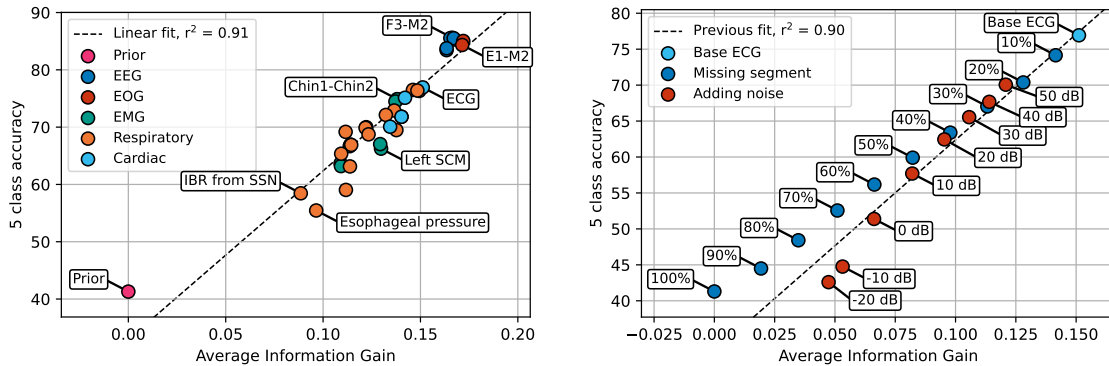 90
80
70
60
50
40
5 class accuracy
Linear fit, r² = 0.91
Prior
EEG
EOG
EMG
Respiratory
Cardiac
F3-M2
E1-M2
Chin1-Chin2
ECG
Left SCM
IBR from SSN
Esophageal pressure
Prior
0.00
0.05
0.10
0.15
0.20
Average Information Gain
80
75
70
65
60
55
50
45
40
5 class accuracy
Previous fit, r² = 0.90
Base ECG
Missing segment
Adding noise
Base ECG
10%
20%
50 dB
30%
40 dB
40%
30 dB
50%
20 dB
60%
10 dB
70%
0 dB
80%
90%
-10 dB
100%
-20 dB
−0.025
0.000
0.025
0.050
0.075
0.100
0.125
0.150
Average Information Gain